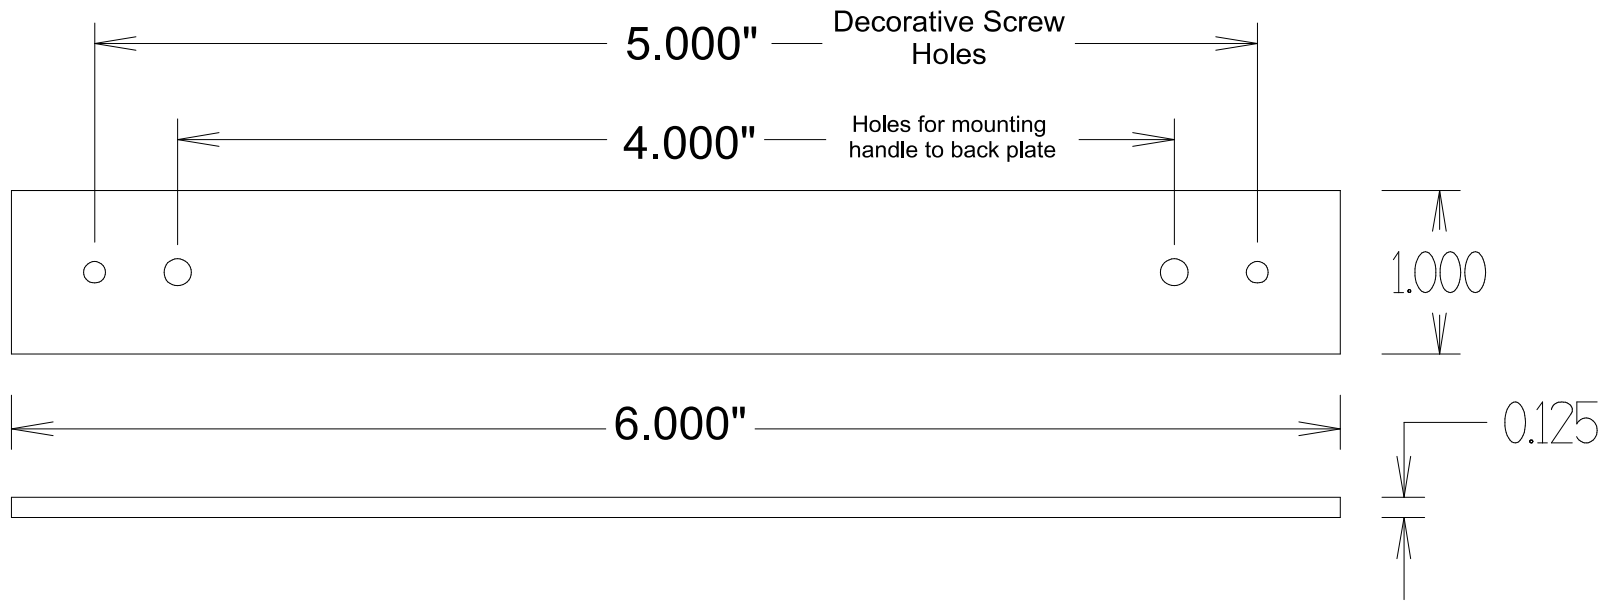 5.000"
Decorative Screw
Holes
4.000"
Holes for mounting
handle to back plate
1.000
6.000"
0.125